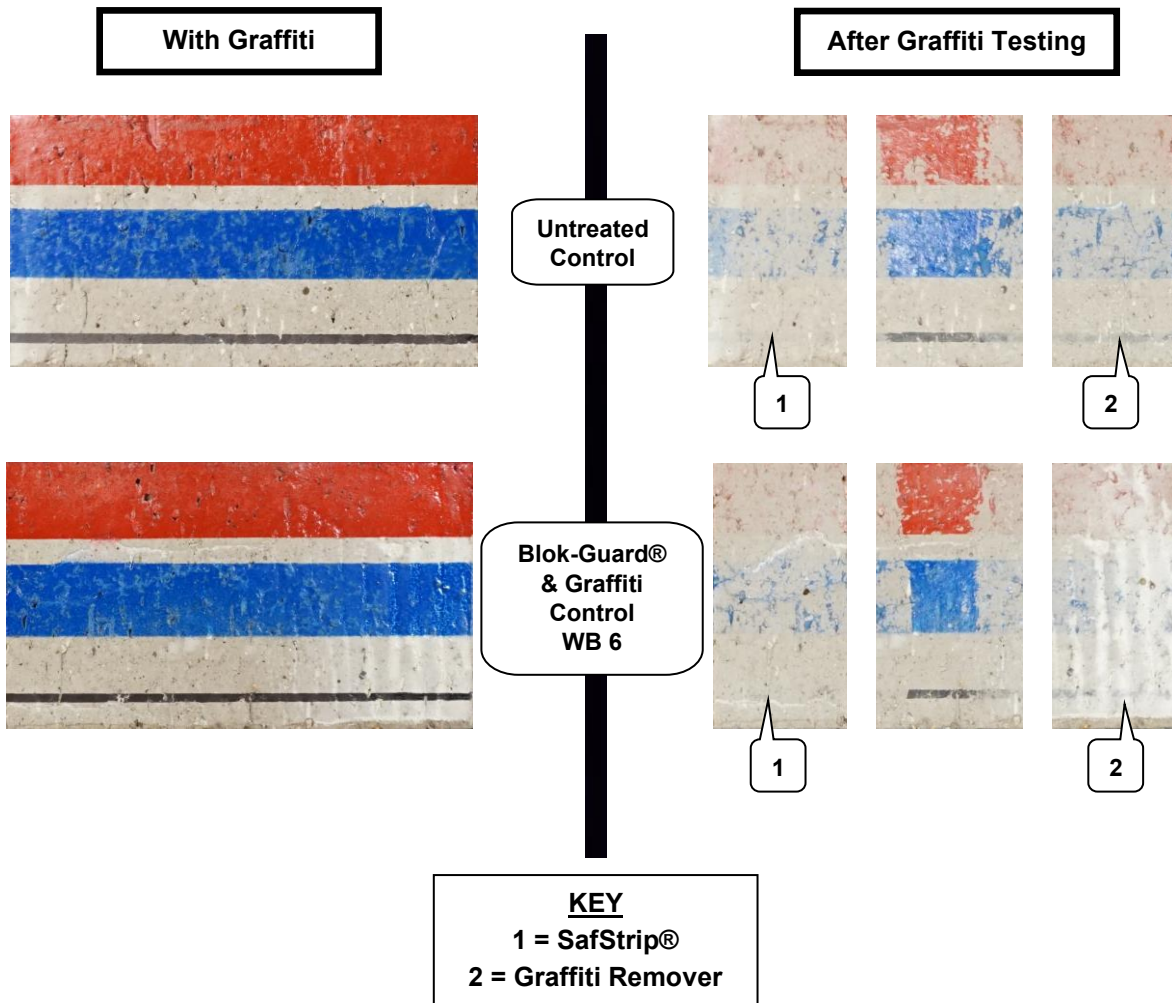 With Graffiti
After Graffiti Testing
Untreated
Control
1
2
Blok-Guard®
& Graffiti
Control
WB 6
1
2
KEY
1 = SafStrip®
2 = Graffiti Remover